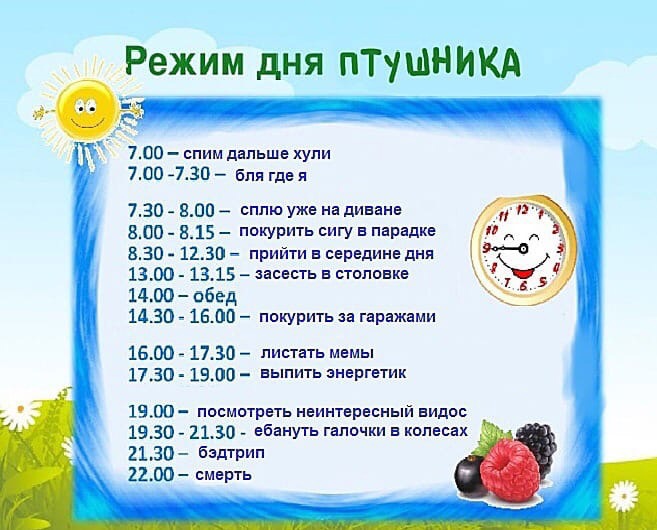 Режим дня ПТУШНИКА
7.00 – спим дальше хули
7.00 -7.30 – бля где я
7.30 - 8.00 – сплю уже на диване
8.00 - 8.15 – покурить сигу в парадке
8.30 - 12.30 – прийти в середине дня
13.00 - 13.15 – засесть в столовке
14.00 – обед
14.30 - 16.00 – покурить за гаражами
16.00 - 17.30 – листать мемы
17.30 - 19.00 – выпить энергетик
19.00 – посмотреть неинтересный видос
19.30 - 21.30 - ебануть галочки в колесах
21.30 – бэдтрип
22.00 – смерть